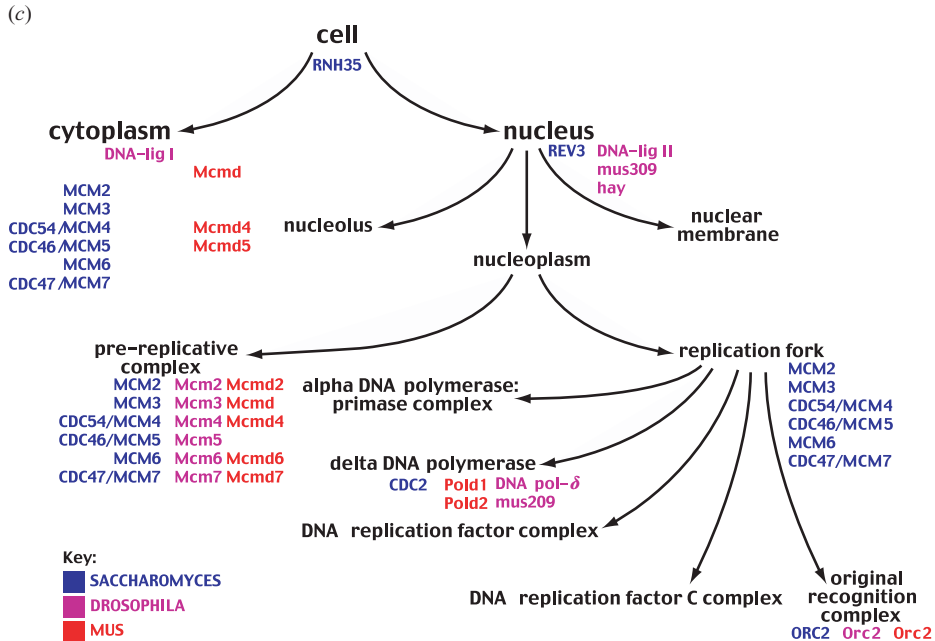 (c)
cell
RNH35
cytoplasm
DNA-lig I
Mcmd
MCM2
MCM3
CDC54/MCM4 Mcmd4
CDC46/MCM5 Mcmd5
MCM6
CDC47/MCM7
nucleus
REV3 DNA-lig II
mus309
hay
nucleolus
nuclear
membrane
nucleoplasm
pre-replicative
complex
MCM2 Mcm2 Mcmd2
MCM3 Mcm3 Mcmd
CDC54/MCM4 Mcm4 Mcmd4
CDC46/MCM5 Mcm5
MCM6 Mcm6 Mcmd6
CDC47/MCM7 Mcm7 Mcmd7
replication fork
MCM2
MCM3
CDC54/MCM4
CDC46/MCM5
MCM6
CDC47/MCM7
alpha DNA polymerase:
primase complex
delta DNA polymerase
CDC2 Pold1 DNA pol-δ
Pold2 mus209
DNA replication factor complex
DNA replication factor C complex
original
recognition
complex
ORC2 Orc2 Orc2
Key:
SACCHAROMYCES
DROSOPHILA
MUS